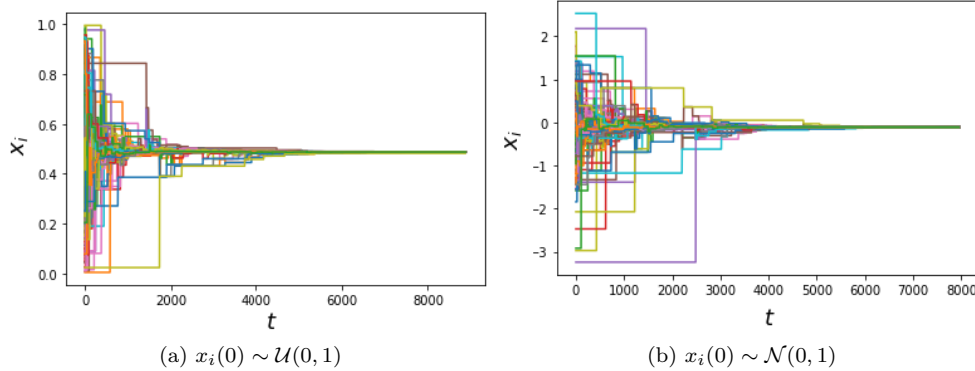 1.0
0.8
0.6
0.4
0.2
0.0
x_i
0 2000 4000 6000 8000
t
(a) x_i(0) ∼ 𝒰(0, 1)
2
1
0
−1
−2
−3
x_i
0 1000 2000 3000 4000 5000 6000 7000 8000
t
(b) x_i(0) ∼ 𝒩(0, 1)